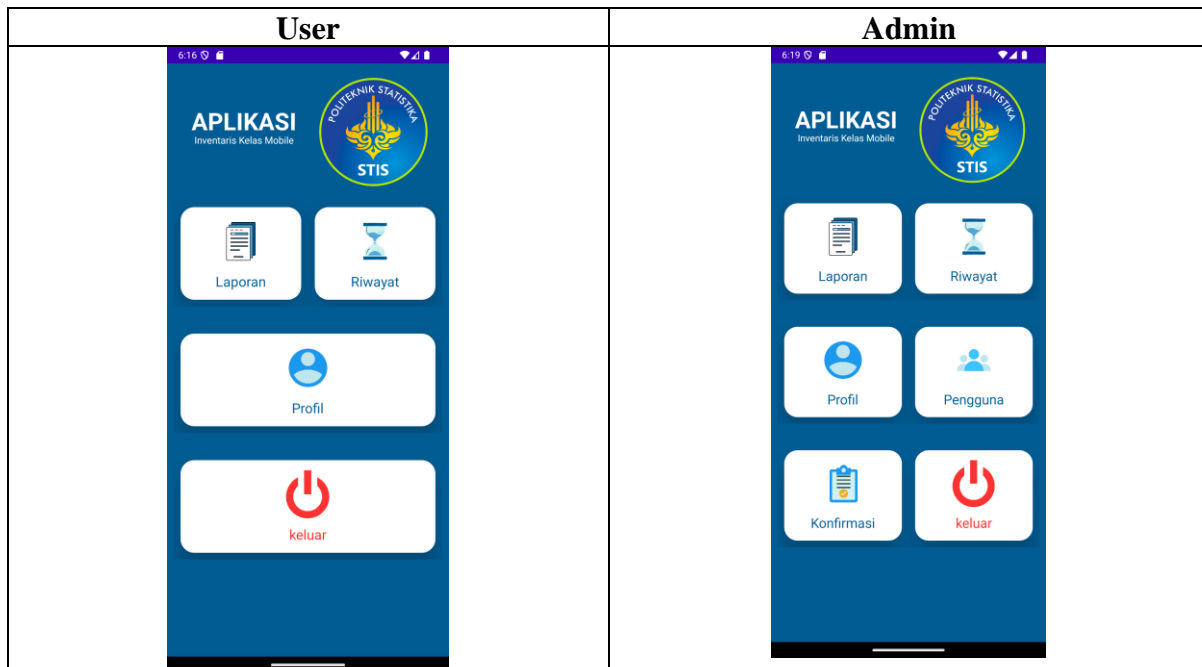 User
Admin
6:16
APLIKASI
Inventaris Kelas Mobile
POLITEKNIK STATISTIKA
STIS
Laporan
Riwayat
Profil
keluar
6:19
APLIKASI
Inventaris Kelas Mobile
POLITEKNIK STATISTIKA
STIS
Laporan
Riwayat
Profil
Pengguna
Konfirmasi
keluar